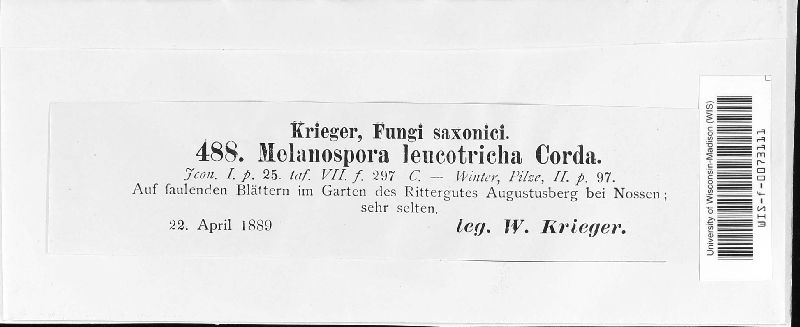 Krieger, Fungi saxonici.
488. Melanospora leucotricha Corda.
Icon. I. p. 25. taf. VII. f. 297 C. — Winter, Pilze, II. p. 97.
Auf faulenden Blättern im Garten des Rittergutes Augustusberg bei Nossen;
sehr selten.
22. April 1889 leg. W. Krieger.
University of Wisconsin-Madison (WIS)
WIS-f-0073111